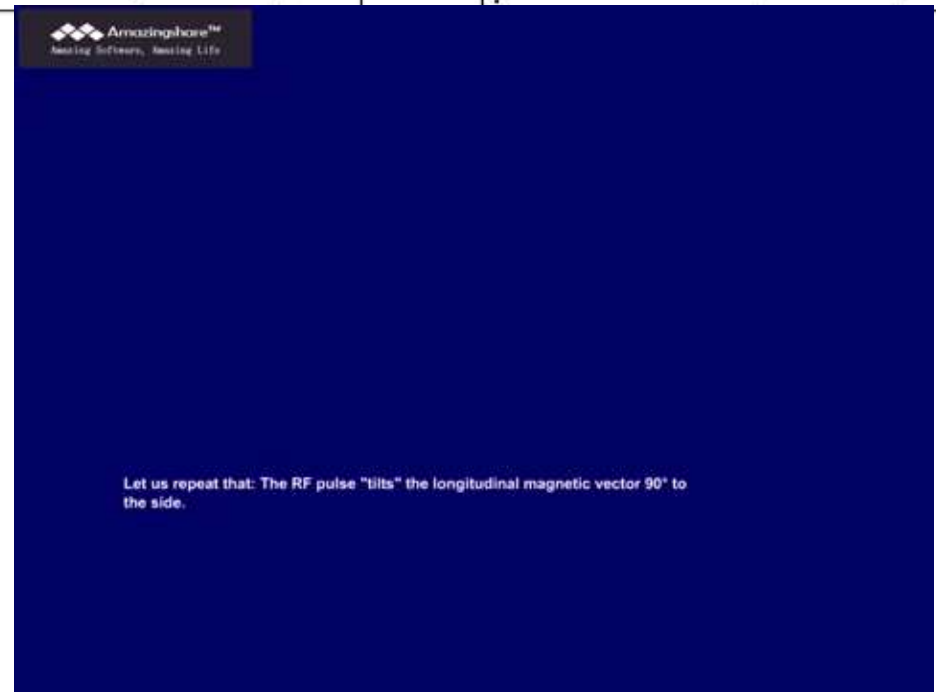 Amazingshare™
Amazing Software, Amazing Life
Let us repeat that: The RF pulse "tilts" the longitudinal magnetic vector 90° to
the side.